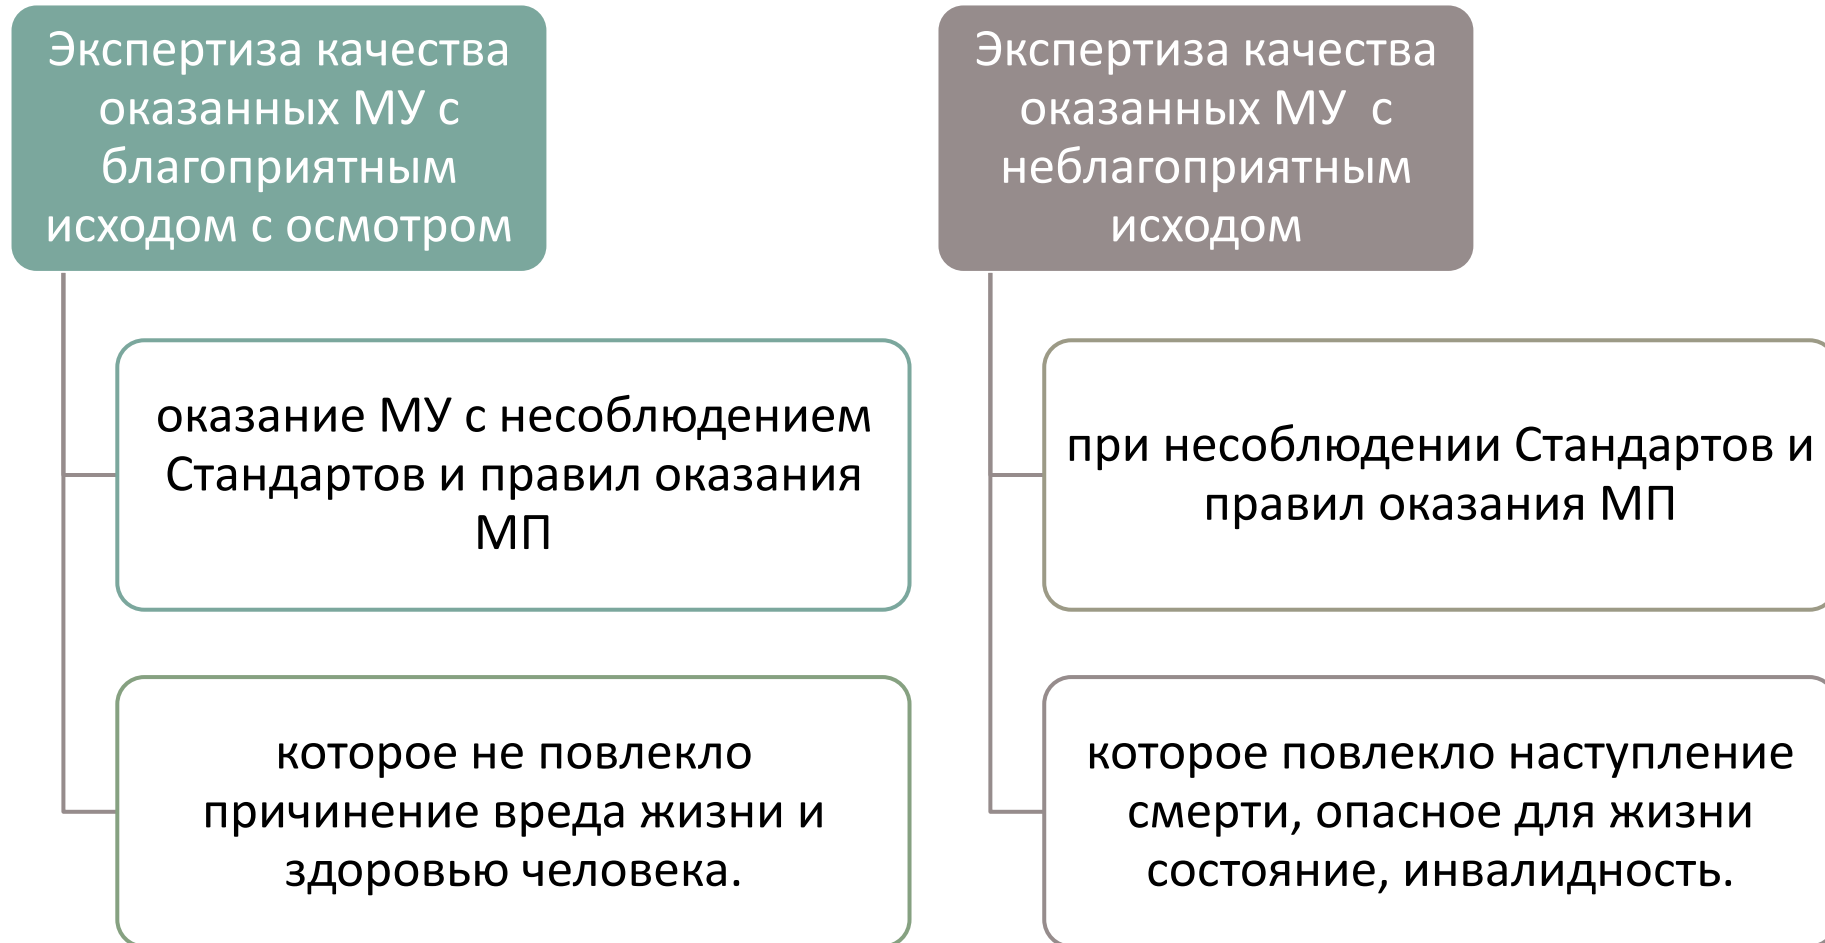 Экспертиза качества
оказанных МУ с
благоприятным
исходом с осмотром
оказание МУ с несоблюдением
Стандартов и правил оказания
МП
которое не повлекло
причинение вреда жизни и
здоровью человека.
Экспертиза качества
оказанных МУ  с
неблагоприятным
исходом
при несоблюдении Стандартов и
правил оказания МП
которое повлекло наступление
смерти, опасное для жизни
состояние, инвалидность.